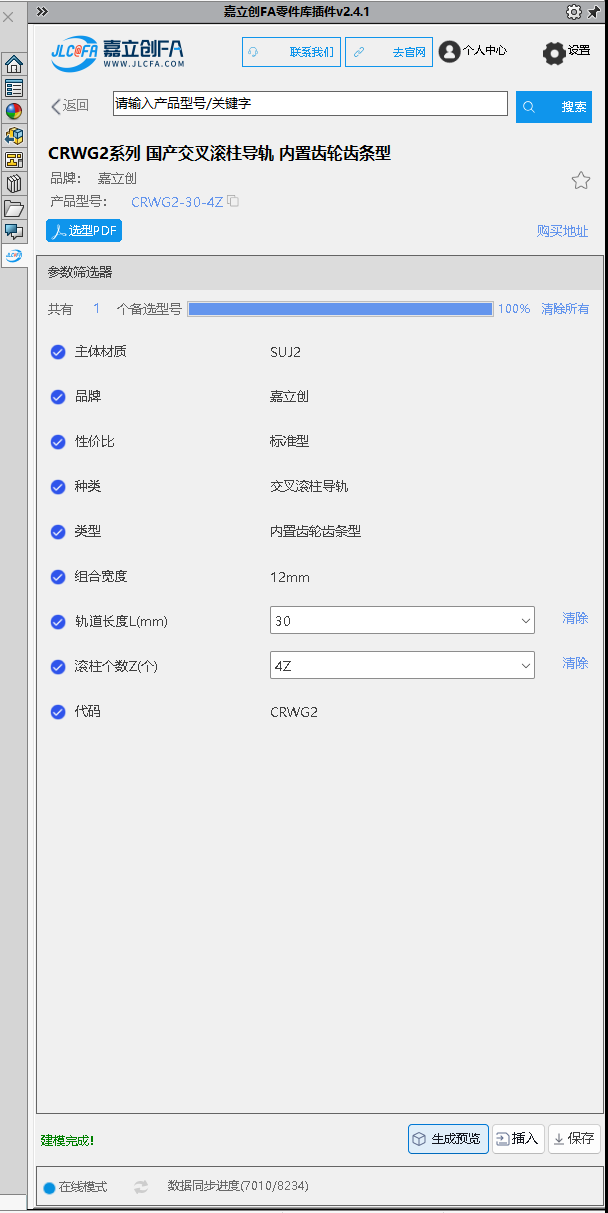 嘉立创FA零件库插件v2.4.1
JLC@FA 嘉立创FA
WWW.JLCFA.COM
联系我们 去官网 个人中心 设置
返回 请输入产品型号/关键字 搜索
CRWG2系列 国产交叉滚柱导轨 内置齿轮齿条型
品牌： 嘉立创
产品型号： CRWG2-30-4Z
选型PDF 购买地址
参数筛选器
共有 1 个备选型号 100% 清除所有
主体材质 SUJ2
品牌 嘉立创
性价比 标准型
种类 交叉滚柱导轨
类型 内置齿轮齿条型
组合宽度 12mm
轨道长度L(mm) 30 清除
滚柱个数Z(个) 4Z 清除
代码 CRWG2
建模完成! 生成预览 插入 保存
在线模式 数据同步进度(7010/8234)